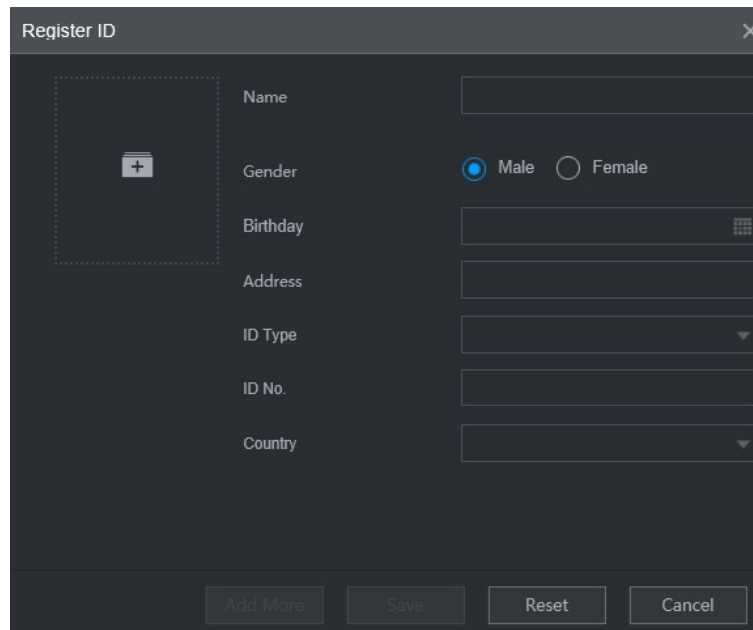 Register ID
Name
Gender Male Female
Birthday
Address
ID Type
ID No.
Country
Add More Save Reset Cancel